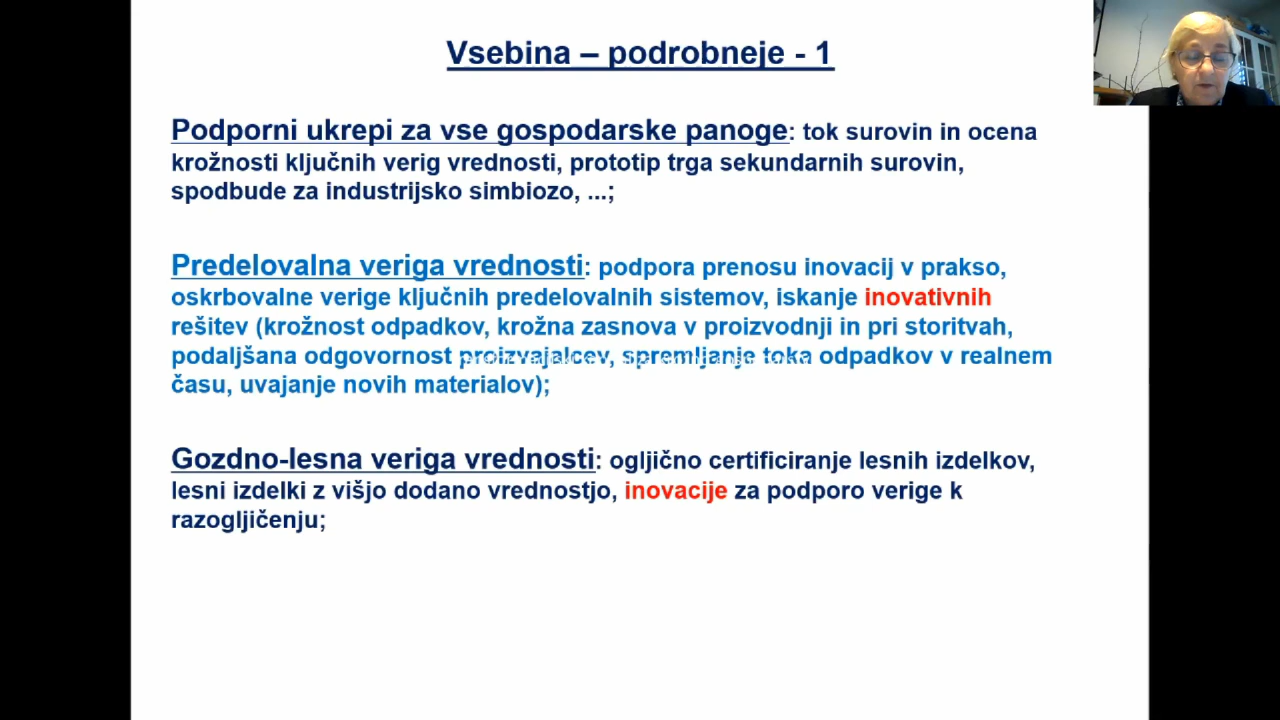 Vsebina – podrobneje - 1
Podporni ukrepi za vse gospodarske panoge: tok surovin in ocena
krožnosti ključnih verig vrednosti, prototip trga sekundarnih surovin,
spodbude za industrijsko simbiozo, ...;
Predelovalna veriga vrednosti: podpora prenosu inovacij v prakso,
oskrbovalne verige ključnih predelovalnih sistemov, iskanje inovativnih
rešitev (krožnost odpadkov, krožna zasnova v proizvodnji in pri storitvah,
podaljšana odgovornost proizvajalcev, spremljanje toka odpadkov v realnem
času, uvajanje novih materialov);
Gozdno-lesna veriga vrednosti: ogljično certificiranje lesnih izdelkov,
lesni izdelki z višjo dodano vrednostjo, inovacije za podporo verige k
razogljičenju;